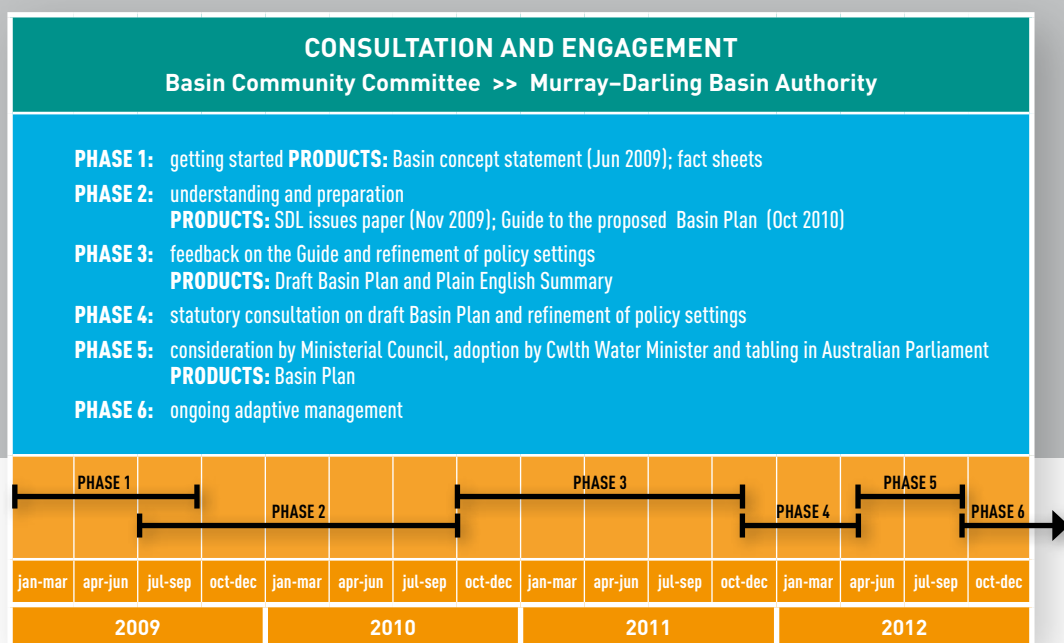 CONSULTATION AND ENGAGEMENT
Basin Community Committee >> Murray–Darling Basin Authority
PHASE 1: getting started PRODUCTS: Basin concept statement (Jun 2009); fact sheets
PHASE 2: understanding and preparation
PRODUCTS: SDL issues paper (Nov 2009); Guide to the proposed Basin Plan (Oct 2010)
PHASE 3: feedback on the Guide and refinement of policy settings
PRODUCTS: Draft Basin Plan and Plain English Summary
PHASE 4: statutory consultation on draft Basin Plan and refinement of policy settings
PHASE 5: consideration by Ministerial Council, adoption by Cwlth Water Minister and tabling in Australian Parliament
PRODUCTS: Basin Plan
PHASE 6: ongoing adaptive management
PHASE 1 PHASE 3 PHASE 5
PHASE 2 PHASE 4 PHASE 6
jan-mar apr-jun jul-sep oct-dec jan-mar apr-jun jul-sep oct-dec jan-mar apr-jun jul-sep oct-dec jan-mar apr-jun jul-sep oct-dec
2009 2010 2011 2012